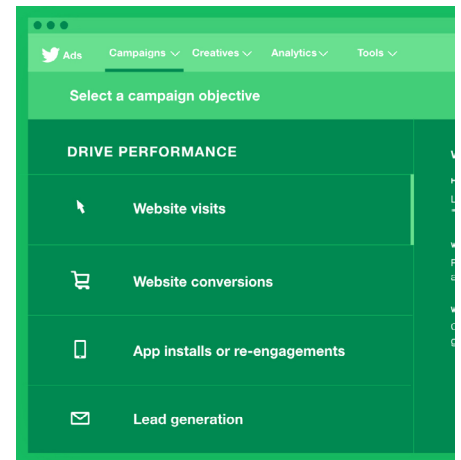 Ads Campaigns Creatives Analytics Tools
Select a campaign objective
DRIVE PERFORMANCE
Website visits
Website conversions
App installs or re-engagements
Lead generation